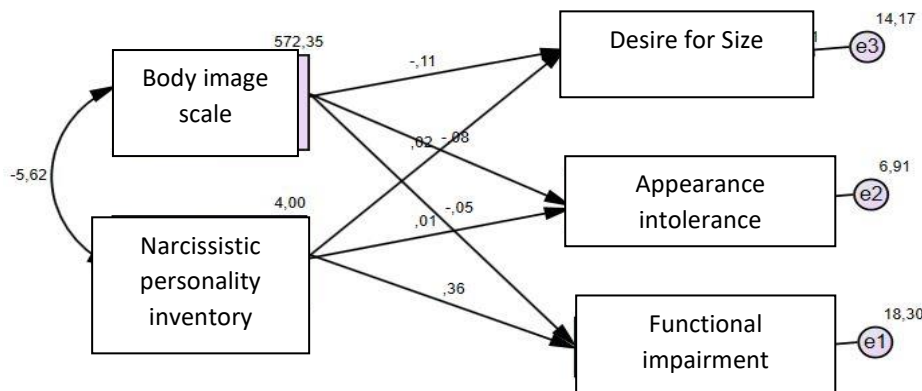 14,17
572,35
Desire for Size
e3
Body image
scale
-,11
,02
-,08
6,91
-5,62
Appearance
intolerance
e2
4,00
-,05
,01
Narcissistic
personality
inventory
,36
18,30
Functional
impairment
e1